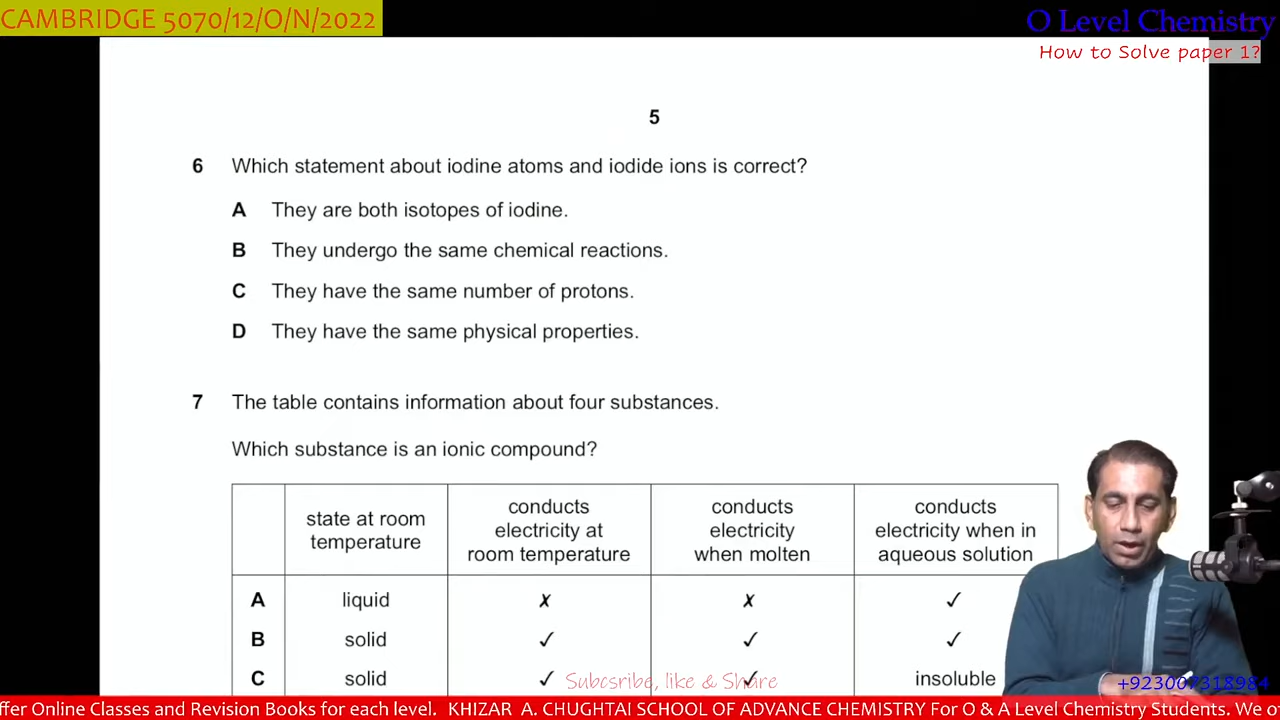 CAMBRIDGE 5070/12/O/N/2022
O Level Chemistry
How to Solve paper 1?
5
6 Which statement about iodine atoms and iodide ions is correct?
A They are both isotopes of iodine.
B They undergo the same chemical reactions.
C They have the same number of protons.
D They have the same physical properties.
7 The table contains information about four substances.
Which substance is an ionic compound?
state at room temperature
conducts electricity at room temperature
conducts electricity when molten
conducts electricity when in aqueous solution
A liquid ✗ ✗ ✓
B solid ✓ ✓ ✓
C solid ✓ ✓ insoluble
Subcsribe, like & Share
+923007318984
ffer Online Classes and Revision Books for each level. KHIZAR A. CHUGHTAI SCHOOL OF ADVANCE CHEMISTRY For O & A Level Chemistry Students. We o